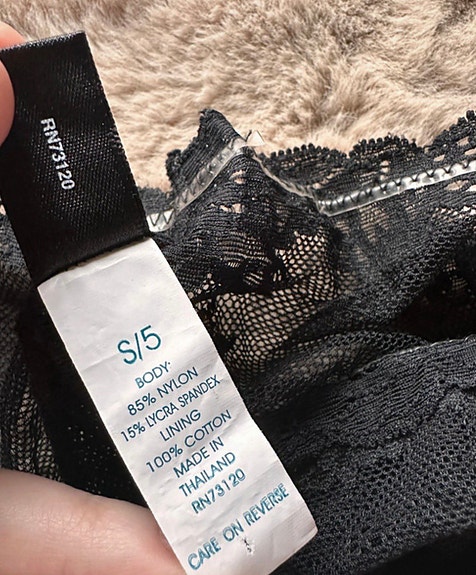 RN73120
S/5
BODY:
85% NYLON
15% LYCRA SPANDEX
LINING
100% COTTON
MADE IN
THAILAND
RN73120
CARE ON REVERSE